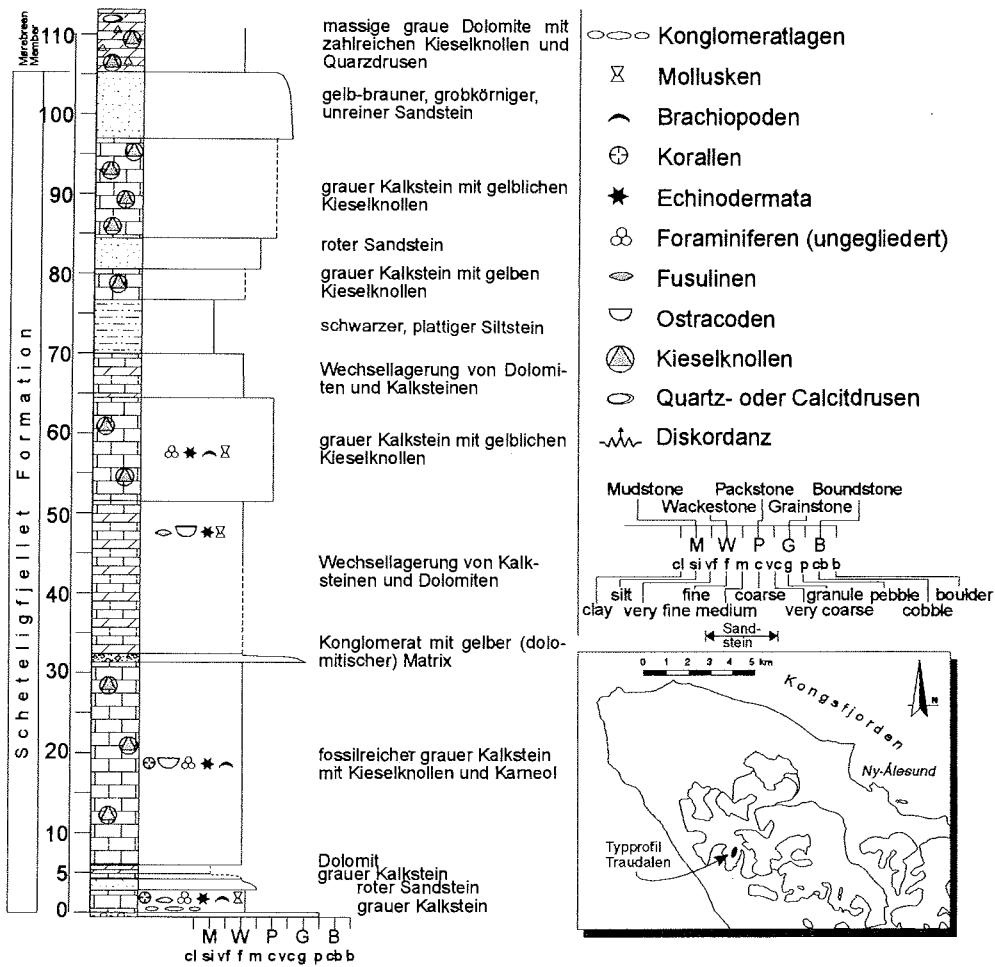 Mørebreen
Member
Scheteligfjellet Formation
110
100
90
80
70
60
50
40
30
20
10
5
0
massige graue Dolomite mit
zahlreichen Kieselknollen und
Quarzdrusen
gelb-brauner, grobkörniger,
unreiner Sandstein
grauer Kalkstein mit gelblichen
Kieselknollen
roter Sandstein
grauer Kalkstein mit gelben
Kieselknollen
schwarzer, plattiger Siltstein
Wechsellagerung von Dolomi-
ten und Kalksteinen
grauer Kalkstein mit gelblichen
Kieselknollen
Wechsellagerung von Kalk-
steinen und Dolomiten
Konglomerat mit gelber (dolo-
mitischer) Matrix
fossilreicher grauer Kalkstein
mit Kieselknollen und Karneol
Dolomit
grauer Kalkstein
roter Sandstein
grauer Kalkstein
M W P G B
cl si vf f m c vc g p cb b
Konglomeratlagen
Mollusken
Brachiopoden
Korallen
Echinodermata
Foraminiferen (ungegliedert)
Fusulinen
Ostracoden
Kieselknollen
Quartz- oder Calcitdrusen
Diskordanz
Mudstone Packstone Boundstone
Wackestone Grainstone
M W P G B
cl si vf f m c vc g p cb b
silt fine coarse granule pebble boulder
clay very fine medium very coarse cobble
Sand-
stein
0 1 2 3 4 5 km
Kongsfjorden
N
Ny-Ålesund
Typprofil
Traudalen